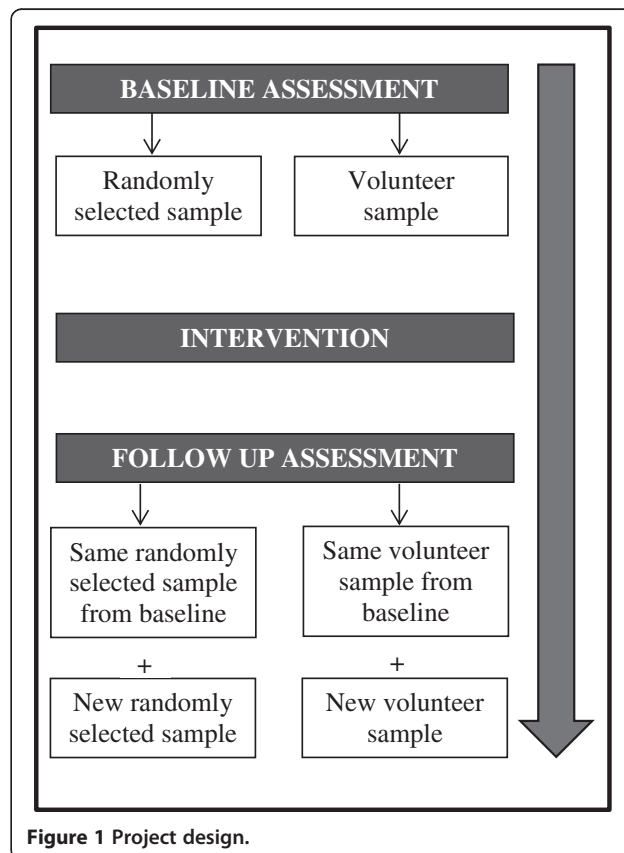 BASELINE ASSESSMENT
Randomly
selected sample
Volunteer
sample
INTERVENTION
FOLLOW UP ASSESSMENT
Same randomly
selected sample
from baseline
Same volunteer
sample from
baseline
+
+
New randomly
selected sample
New volunteer
sample
Figure 1 Project design.